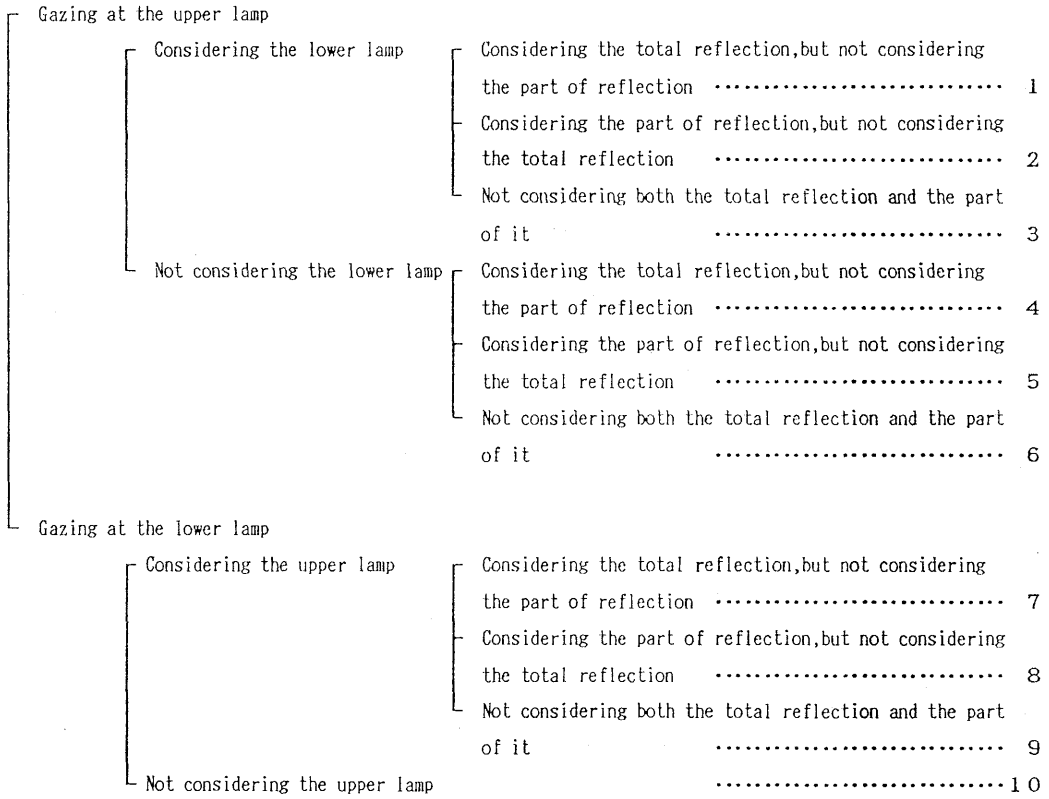 Gazing at the upper lamp
Considering the lower lamp Considering the total reflection,but not considering
the part of reflection ······························ 1
Considering the part of reflection,but not considering
the total reflection ······························ 2
Not considering both the total reflection and the part
of it ······························ 3
Not considering the lower lamp Considering the total reflection,but not considering
the part of reflection ······························ 4
Considering the part of reflection,but not considering
the total reflection ······························ 5
Not considering both the total reflection and the part
of it ······························ 6
Gazing at the lower lamp
Considering the upper lamp Considering the total reflection,but not considering
the part of reflection ······························ 7
Considering the part of reflection,but not considering
the total reflection ······························ 8
Not considering both the total reflection and the part
of it ······························ 9
Not considering the upper lamp ······························10